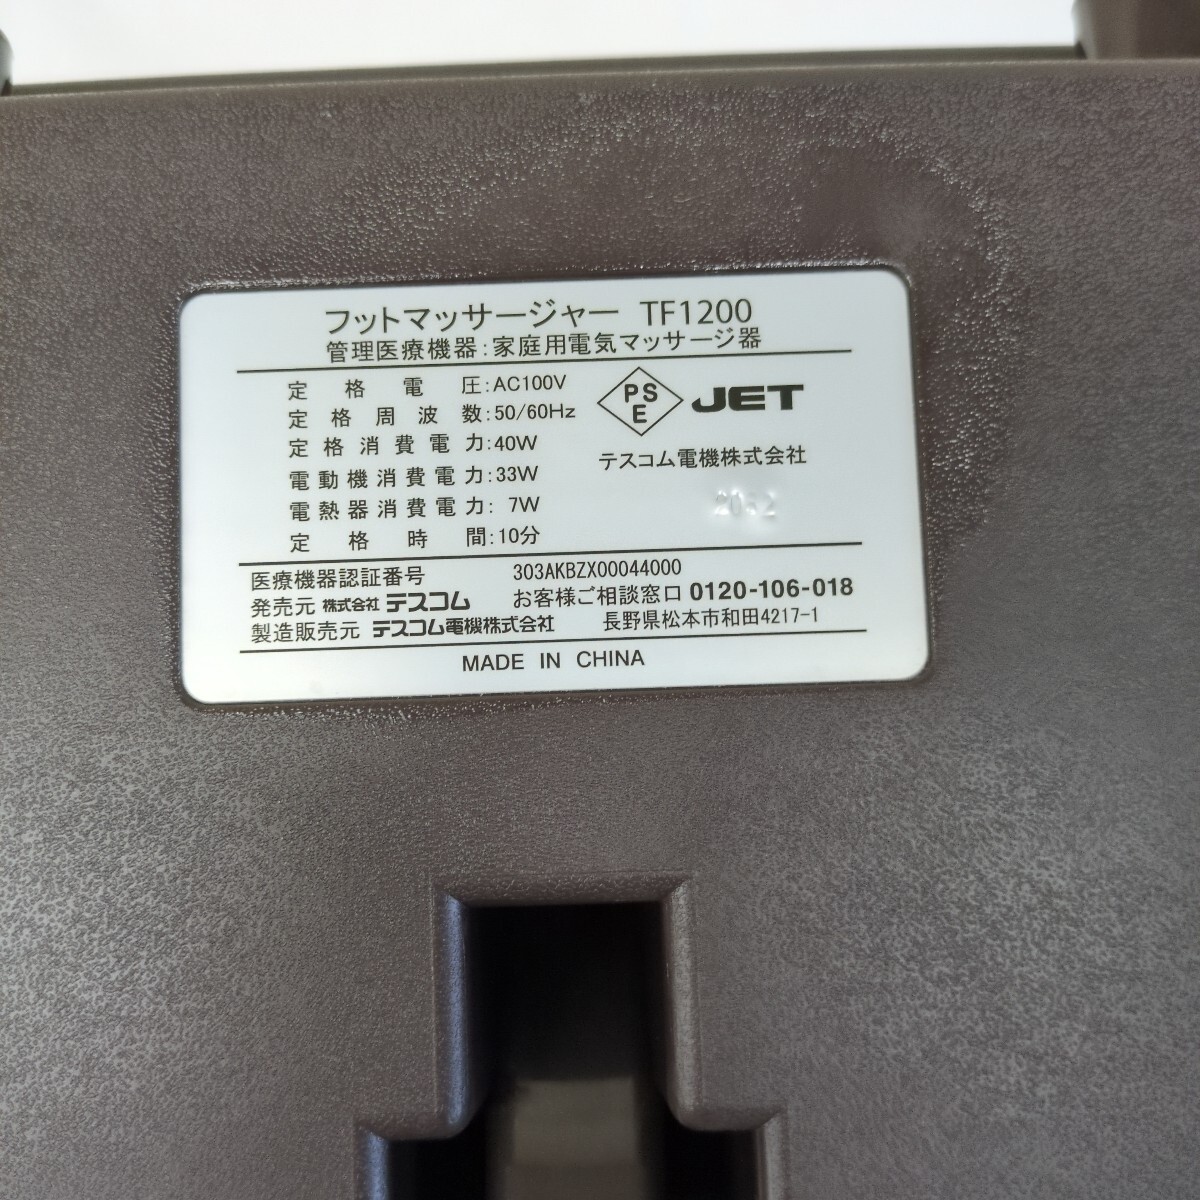 フットマッサージャー TF1200
管理医療機器:家庭用電気マッサージ器
定格電圧:AC100V
定格周波数:50/60Hz
定格消費電力:40W
電動機消費電力:33W
電熱器消費電力:7W
定格時間:10分
PS
E
JET
テスコム電機株式会社
医療機器認証番号 303AKBZX00044000
発売元 株式会社 テスコム お客様ご相談窓口 0120-106-018
製造販売元 テスコム電機株式会社 長野県松本市和田4217-1
MADE IN CHINA